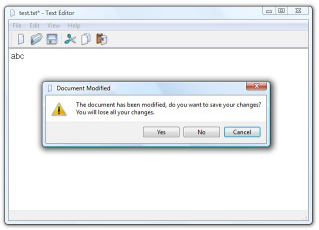 test.txt* - Text Editor
File Edit View Help
abc
Document Modified
The document has been modified, do you want to save your changes?
You will lose all your changes.
Yes No Cancel